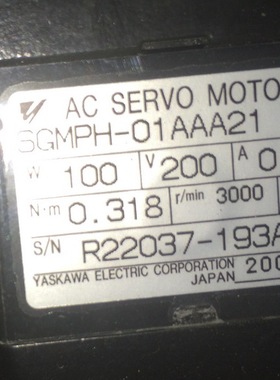 AC SERVO MOTO
SGMPH-01AAA21
W 100 V 200 A 0
N·m 0.318 r/min 3000
S/N R22037-193A
YASKAWA ELECTRIC CORPORATION
JAPAN 200